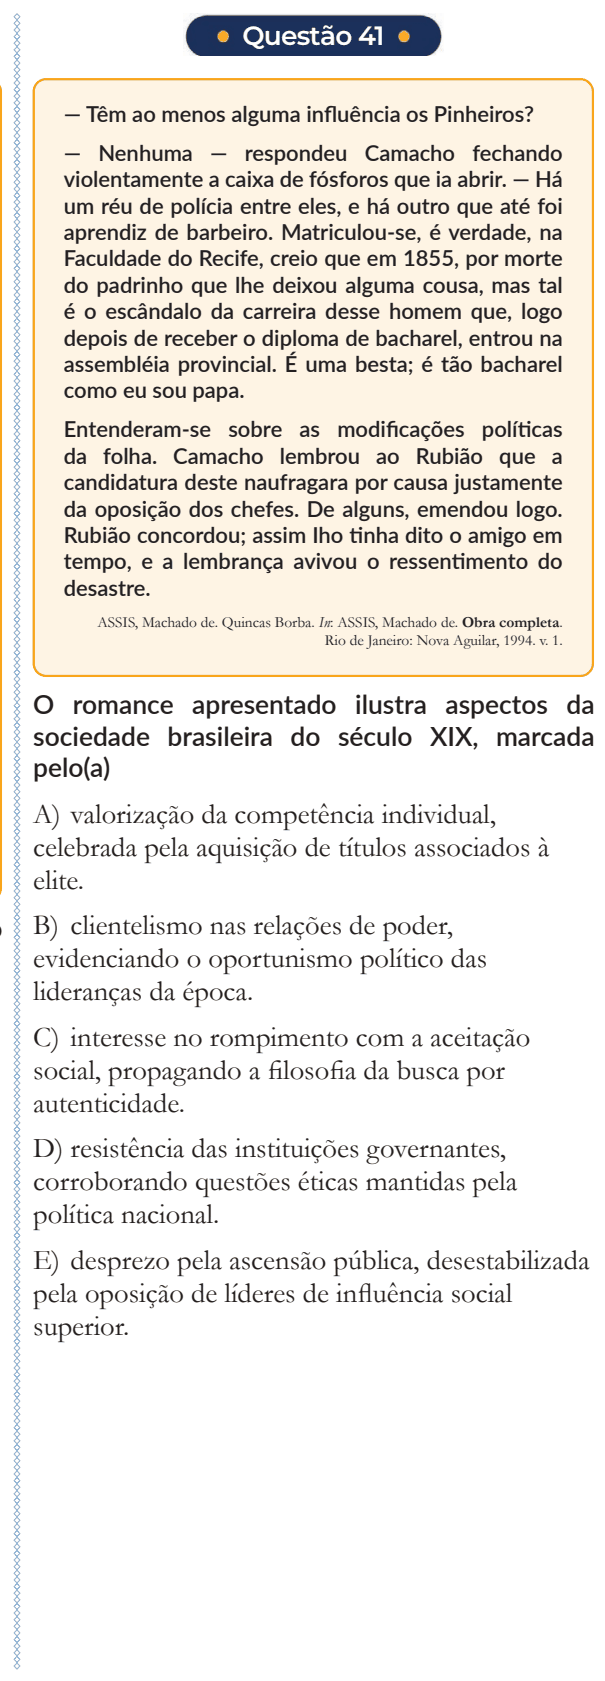 • Questão 41 •
— Têm ao menos alguma influência os Pinheiros?
— Nenhuma — respondeu Camacho fechando
violentamente a caixa de fósforos que ia abrir. — Há
um réu de polícia entre eles, e há outro que até foi
aprendiz de barbeiro. Matriculou-se, é verdade, na
Faculdade do Recife, creio que em 1855, por morte
do padrinho que lhe deixou alguma cousa, mas tal
é o escândalo da carreira desse homem que, logo
depois de receber o diploma de bacharel, entrou na
assembléia provincial. É uma besta; é tão bacharel
como eu sou papa.
Entenderam-se sobre as modificações políticas
da folha. Camacho lembrou ao Rubião que a
candidatura deste naufragara por causa justamente
da oposição dos chefes. De alguns, emendou logo.
Rubião concordou; assim lho tinha dito o amigo em
tempo, e a lembrança avivou o ressentimento do
desastre.
ASSIS, Machado de. Quincas Borba. In: ASSIS, Machado de. Obra completa.
Rio de Janeiro: Nova Aguilar, 1994. v. 1.
O romance apresentado ilustra aspectos da
sociedade brasileira do século XIX, marcada
pelo(a)
A) valorização da competência individual,
celebrada pela aquisição de títulos associados à
elite.
B) clientelismo nas relações de poder,
evidenciando o oportunismo político das
lideranças da época.
C) interesse no rompimento com a aceitação
social, propagando a filosofia da busca por
autenticidade.
D) resistência das instituições governantes,
corroborando questões éticas mantidas pela
política nacional.
E) desprezo pela ascensão pública, desestabilizada
pela oposição de líderes de influência social
superior.